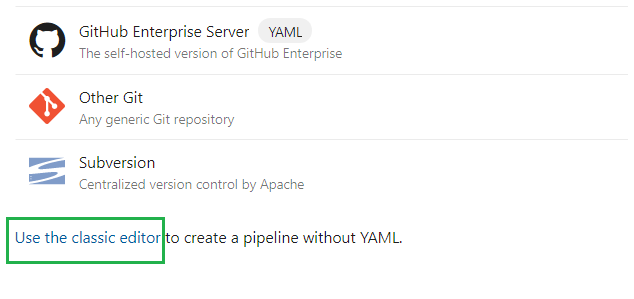 GitHub Enterprise Server YAML
The self-hosted version of GitHub Enterprise
Other Git
Any generic Git repository
Subversion
Centralized version control by Apache
Use the classic editor to create a pipeline without YAML.